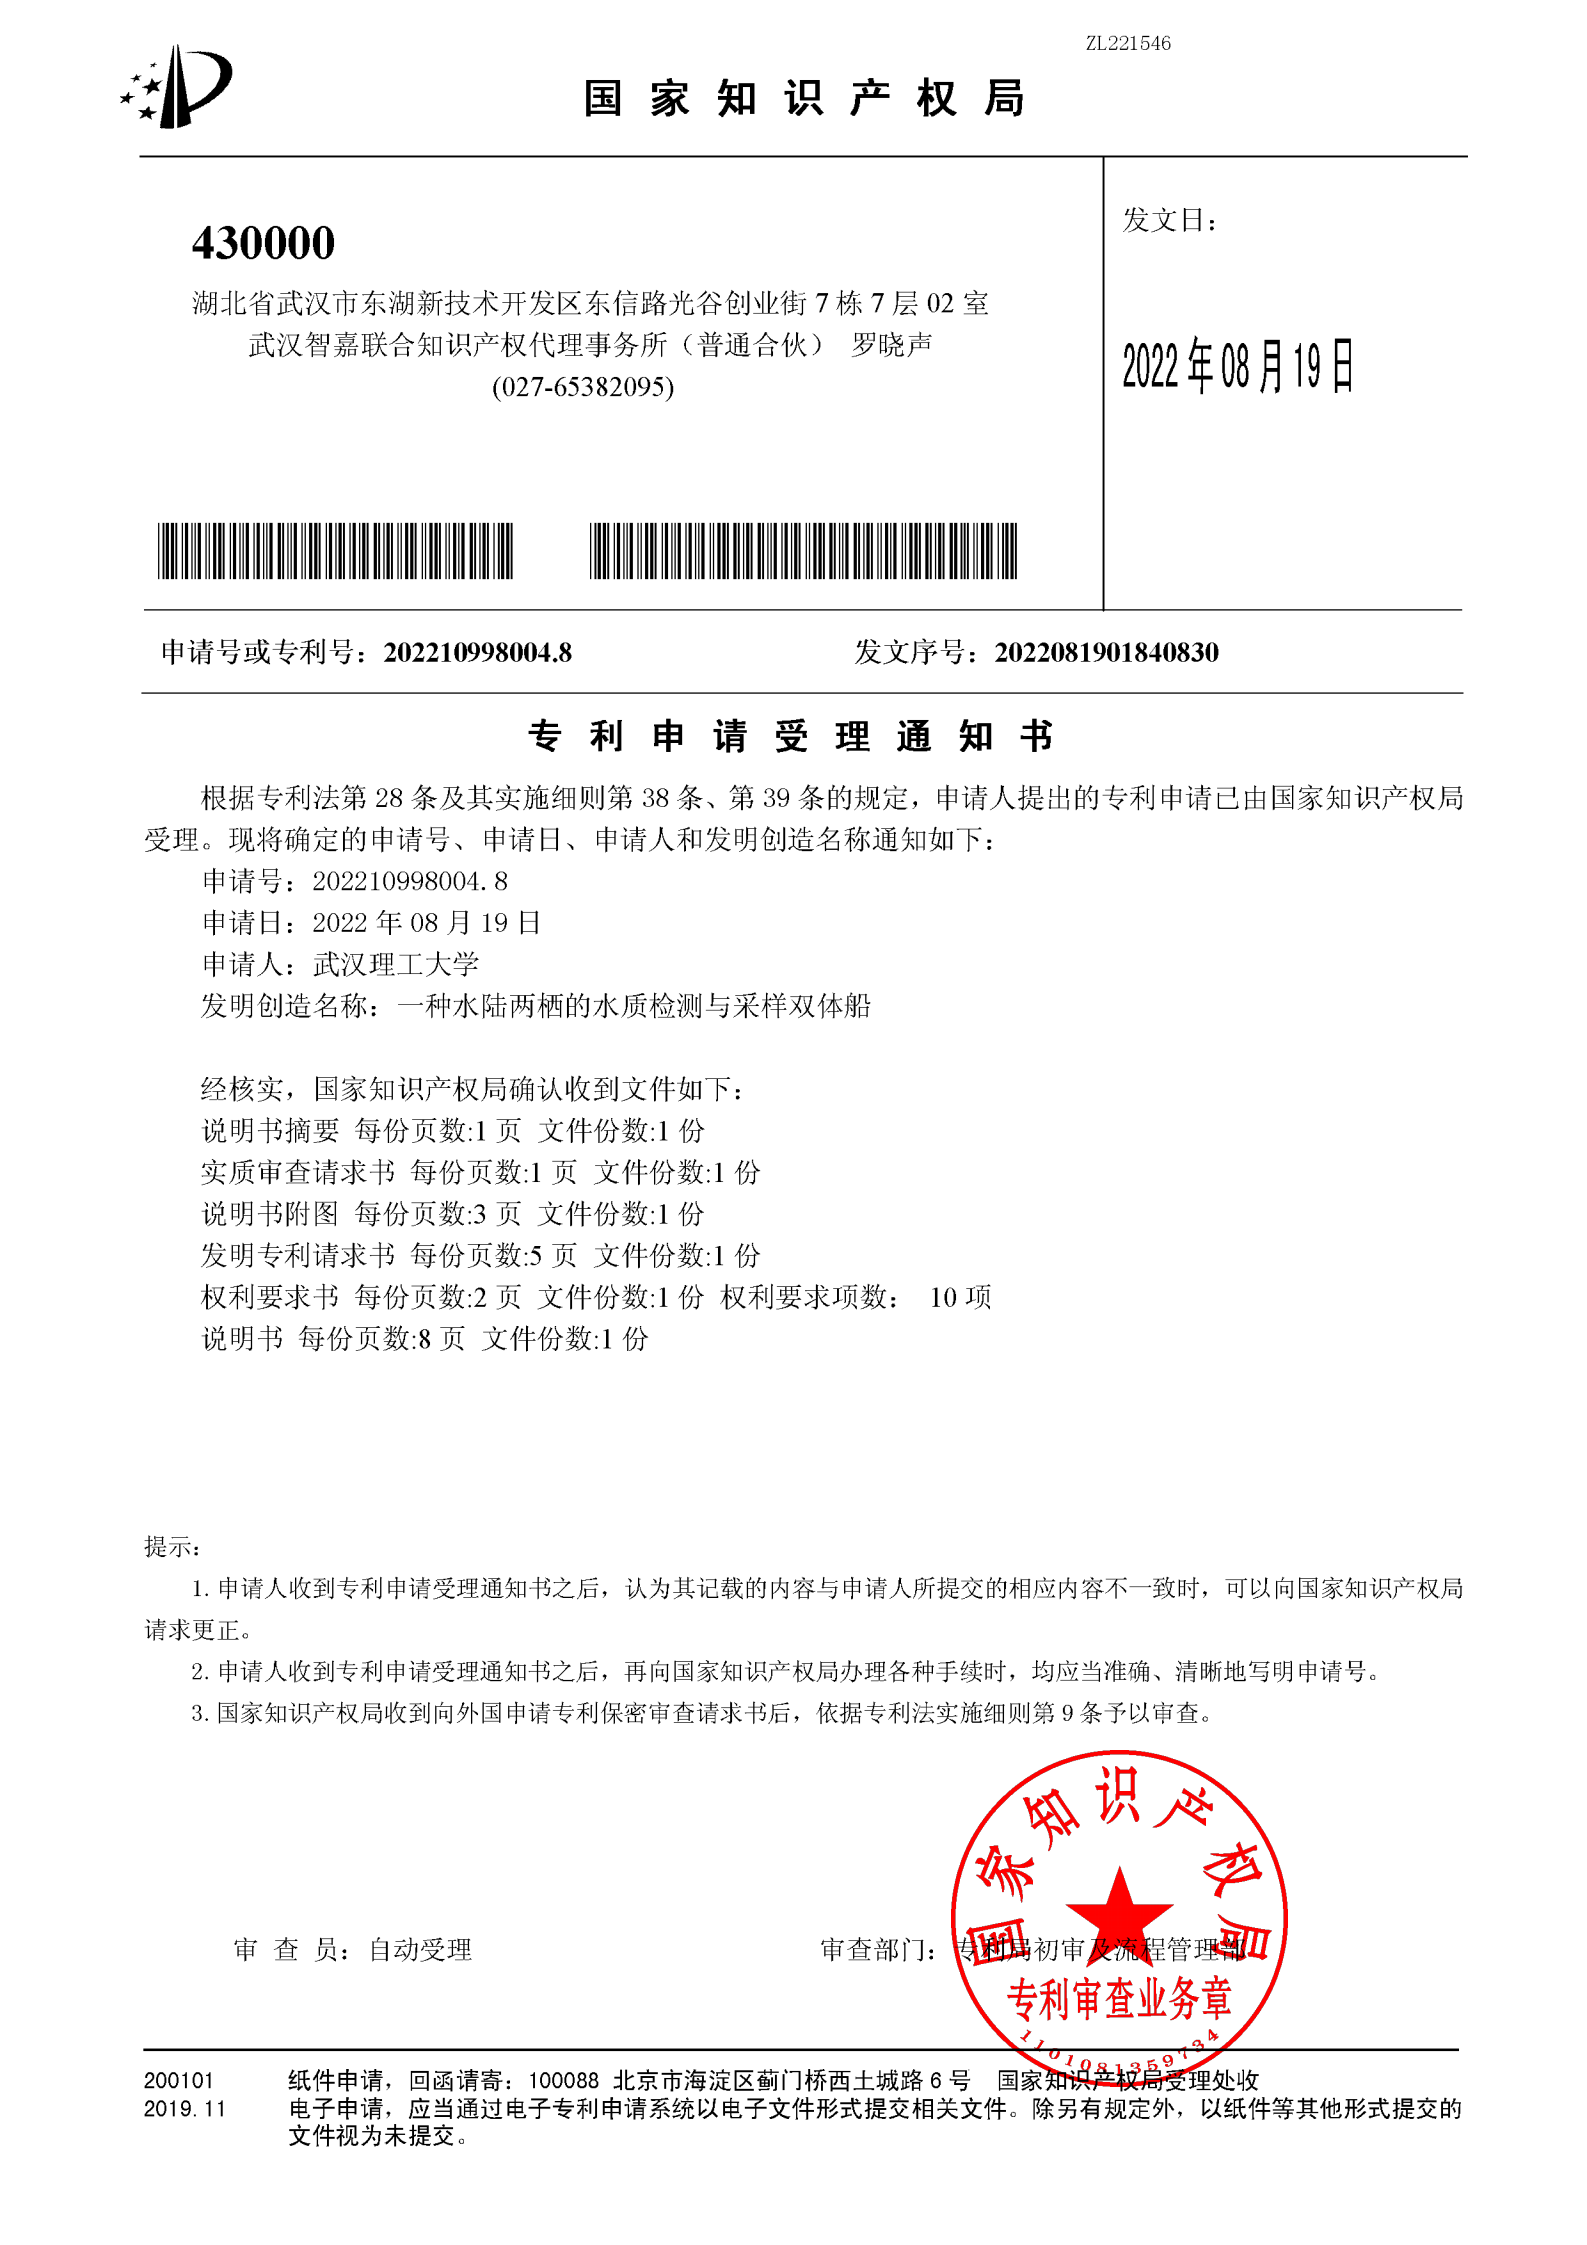 ZL221546
国家知识产权局
430000
湖北省武汉市东湖新技术开发区东信路光谷创业街 7 栋 7 层 02 室
武汉智嘉联合知识产权代理事务所（普通合伙） 罗晓声
(027-65382095)
发文日：
2022年08月19日
申请号或专利号：202210998004.8 发文序号：2022081901840830
专利申请受理通知书
根据专利法第 28 条及其实施细则第 38 条、第 39 条的规定，申请人提出的专利申请已由国家知识产权局
受理。现将确定的申请号、申请日、申请人和发明创造名称通知如下：
申请号：202210998004.8
申请日：2022 年 08 月 19 日
申请人：武汉理工大学
发明创造名称：一种水陆两栖的水质检测与采样双体船
经核实，国家知识产权局确认收到文件如下：
说明书摘要 每份页数:1 页 文件份数:1 份
实质审查请求书 每份页数:1 页 文件份数:1 份
说明书附图 每份页数:3 页 文件份数:1 份
发明专利请求书 每份页数:5 页 文件份数:1 份
权利要求书 每份页数:2 页 文件份数:1 份 权利要求项数： 10 项
说明书 每份页数:8 页 文件份数:1 份
提示：
1. 申请人收到专利申请受理通知书之后，认为其记载的内容与申请人所提交的相应内容不一致时，可以向国家知识产权局
请求更正。
2. 申请人收到专利申请受理通知书之后，再向国家知识产权局办理各种手续时，均应当准确、清晰地写明申请号。
3. 国家知识产权局收到向外国申请专利保密审查请求书后，依据专利法实施细则第 9 条予以审查。
国家知识产权局
审 查 员：自动受理 审查部门：专利局初审及流程管理部
专利审查业务章
1101081359734
200101 纸件申请，回函请寄：100088 北京市海淀区蓟门桥西土城路 6 号 国家知识产权局受理处收
2019.11 电子申请，应当通过电子专利申请系统以电子文件形式提交相关文件。除另有规定外，以纸件等其他形式提交的
文件视为未提交。